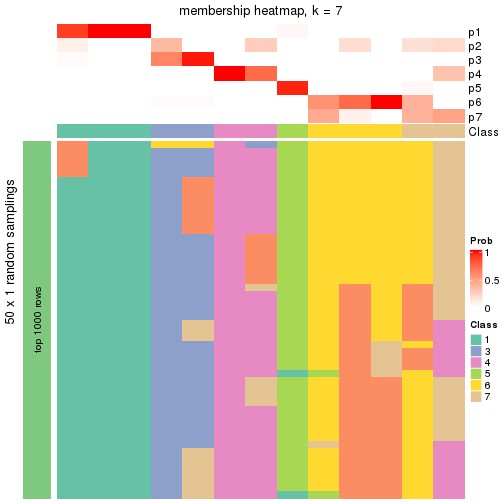 membership heatmap, k = 7
p1
p2
p3
p4
p5
p6
p7
Class
50 x 1 random samplings
top 1000 rows
Prob
1
0.5
0
Class
1
3
4
5
6
7